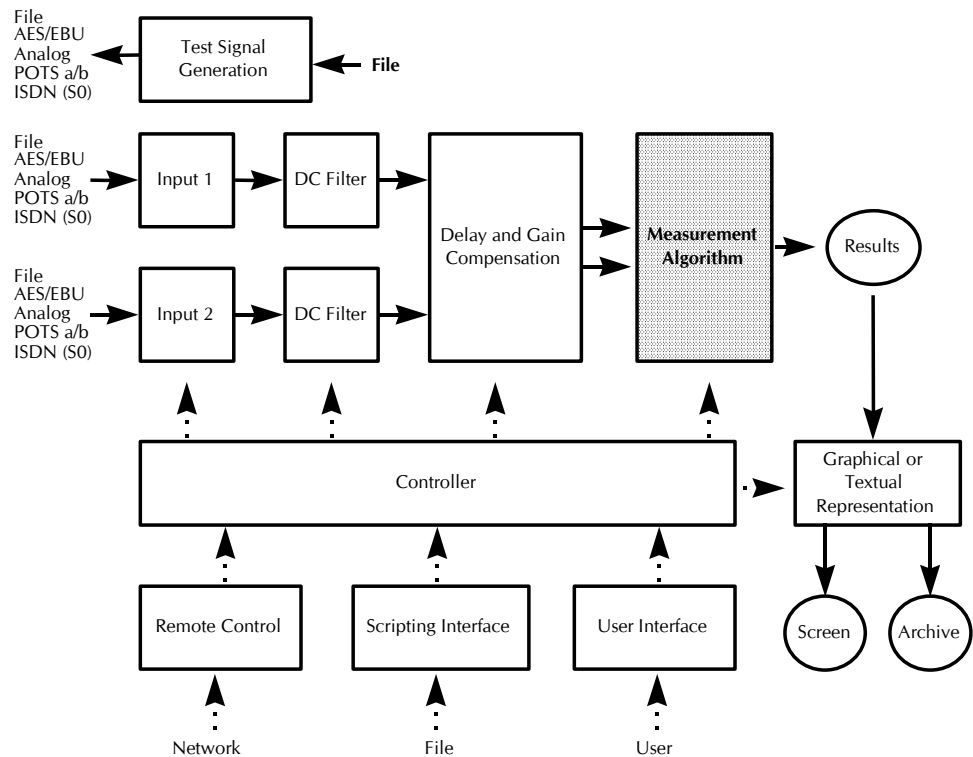 File
AES/EBU
Analog
POTS a/b
ISDN (S0)
Test Signal
Generation
File
File
AES/EBU
Analog
POTS a/b
ISDN (S0)
Input 1
DC Filter
Delay and Gain
Compensation
Measurement
Algorithm
Results
File
AES/EBU
Analog
POTS a/b
ISDN (S0)
Input 2
DC Filter
Controller
Graphical or
Textual
Representation
Remote Control
Scripting Interface
User Interface
Screen
Archive
Network
File
User